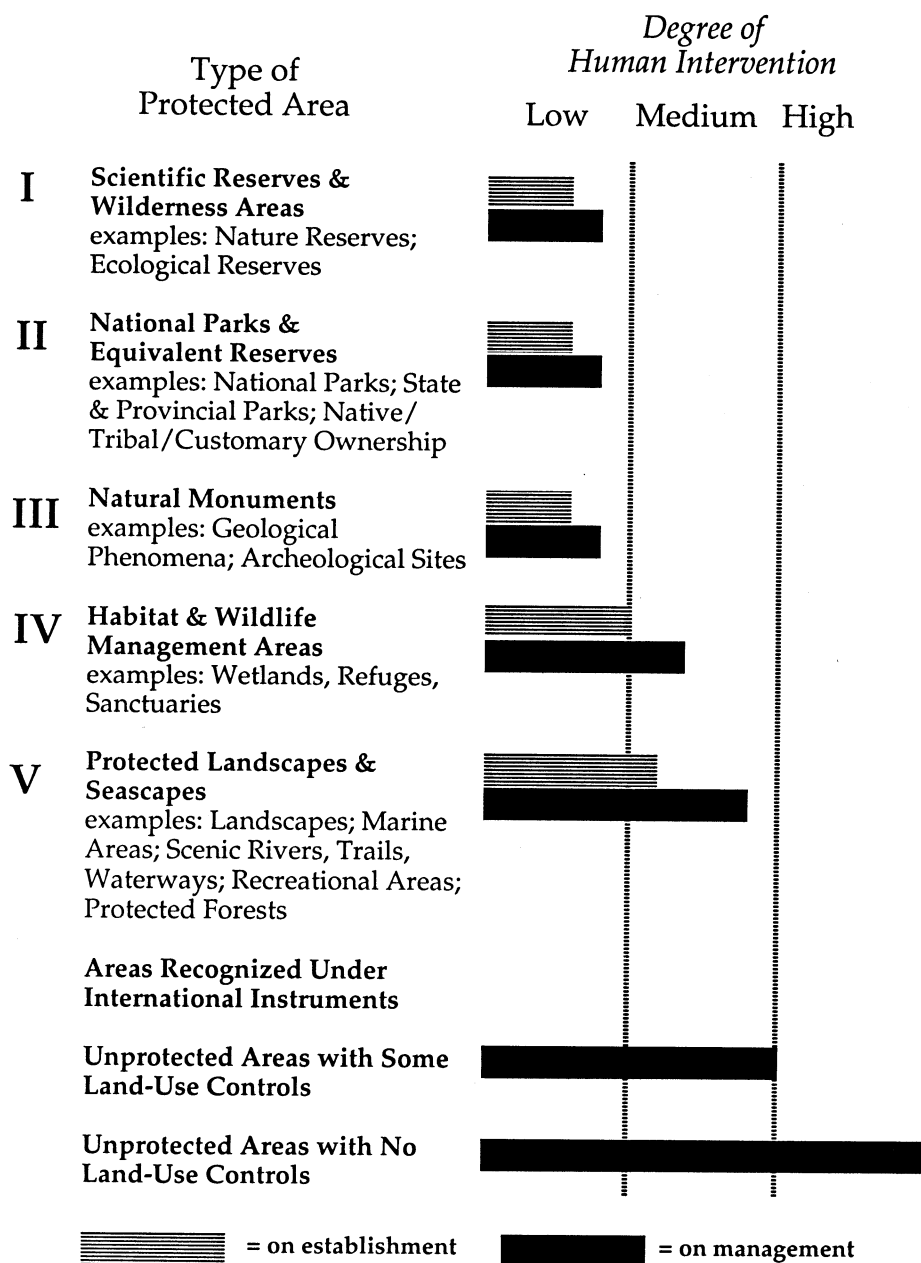 Degree of
Human Intervention
Type of
Protected Area
Low Medium High
I
Scientific Reserves &
Wilderness Areas
examples: Nature Reserves;
Ecological Reserves
II
National Parks &
Equivalent Reserves
examples: National Parks; State
& Provincial Parks; Native/
Tribal/Customary Ownership
III
Natural Monuments
examples: Geological
Phenomena; Archeological Sites
IV
Habitat & Wildlife
Management Areas
examples: Wetlands, Refuges,
Sanctuaries
V
Protected Landscapes &
Seascapes
examples: Landscapes; Marine
Areas; Scenic Rivers, Trails,
Waterways; Recreational Areas;
Protected Forests
Areas Recognized Under
International Instruments
Unprotected Areas with Some
Land-Use Controls
Unprotected Areas with No
Land-Use Controls
= on establishment
= on management